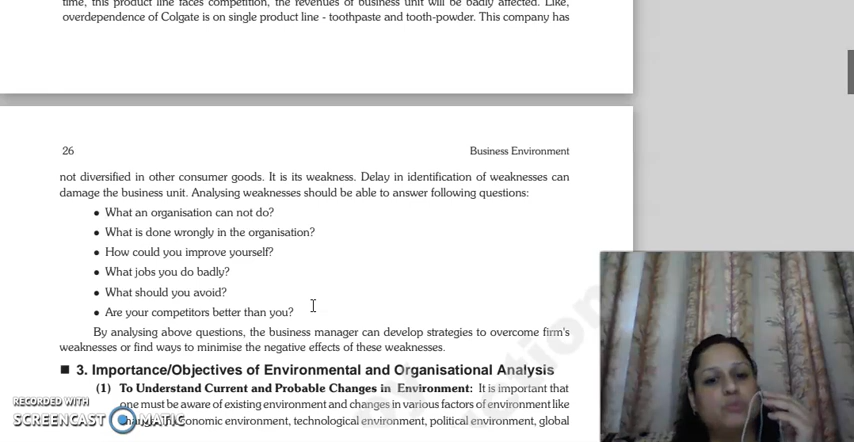 time, this product line faces competition, the revenues of business unit will be badly affected. Like,
overdependence of Colgate is on single product line - toothpaste and tooth-powder. This company has
26
Business Environment
not diversified in other consumer goods. It is its weakness. Delay in identification of weaknesses can
damage the business unit. Analysing weaknesses should be able to answer following questions:
● What an organisation can not do?
● What is done wrongly in the organisation?
● How could you improve yourself?
● What jobs you do badly?
● What should you avoid?
● Are your competitors better than you?
By analysing above questions, the business manager can develop strategies to overcome firm's
weaknesses or find ways to minimise the negative effects of these weaknesses.
■ 3. Importance/Objectives of Environmental and Organisational Analysis
(1) To Understand Current and Probable Changes in Environment: It is important that
one must be aware of existing environment and changes in various factors of environment like
economic environment, technological environment, political environment, global
RECORDED WITH
SCREENCAST MATIC